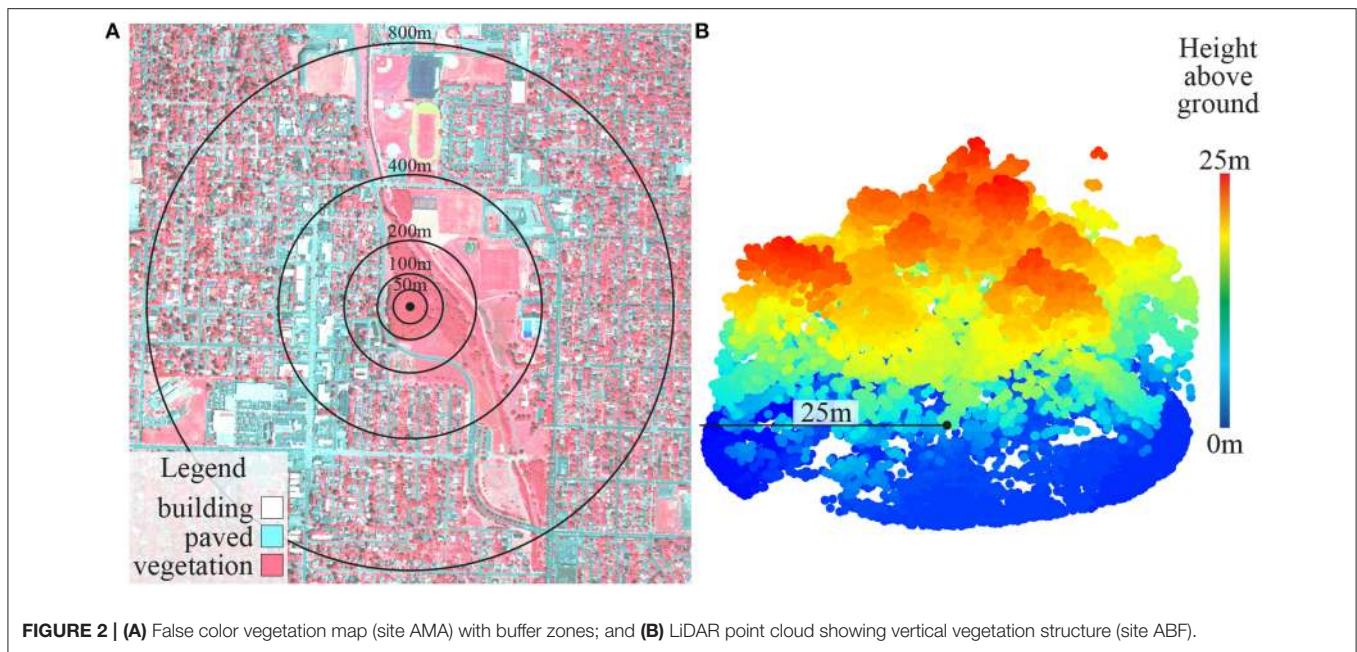 A
800m
400m
200m
100m
50m
Legend
building
paved
vegetation
B
Height
above
ground
25m
0m
25m
FIGURE 2 | (A) False color vegetation map (site AMA) with buffer zones; and (B) LiDAR point cloud showing vertical vegetation structure (site ABF).